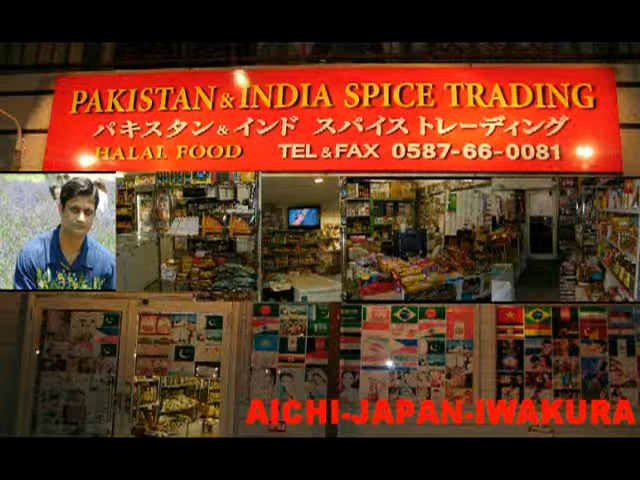 PAKISTAN & INDIA SPICE TRADING
パキスタン & インド スパイス トレーディング
HALAL FOOD TEL & FAX 0587-66-0081
AICHI-JAPAN-IWAKURA